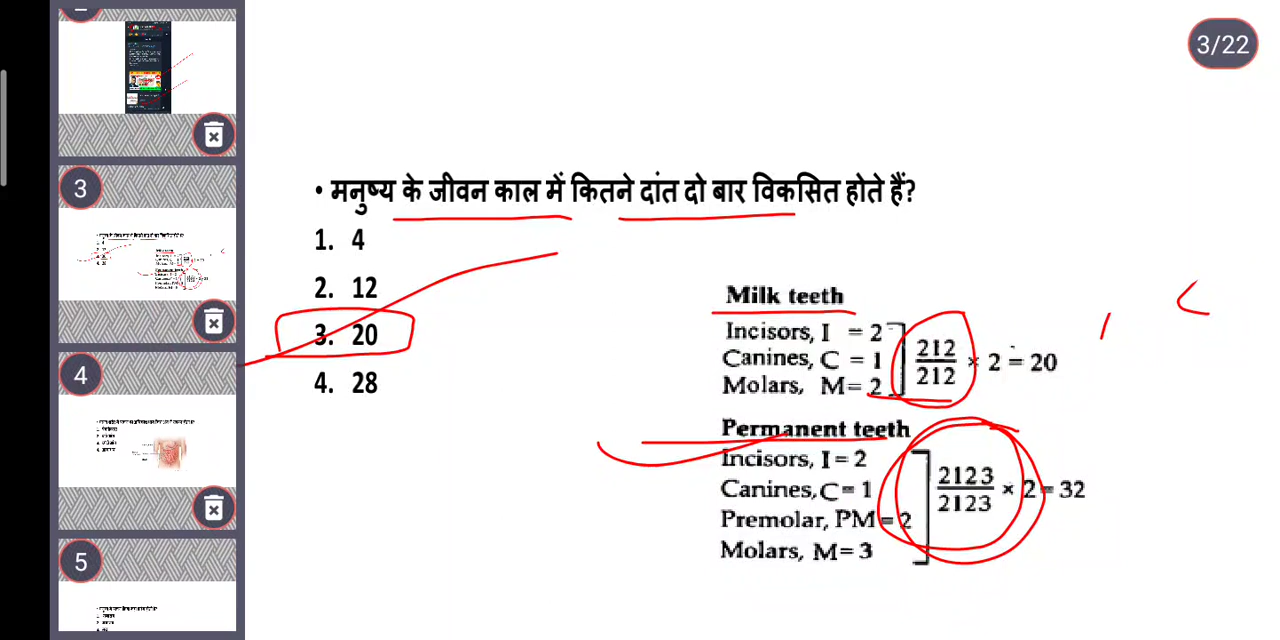 3/22
3
4
5
• मनुष्य के जीवन काल में कितने दांत दो बार विकसित होते हैं?
1. 4
2. 12
3. 20
4. 28
Milk teeth
Incisors, I = 2
Canines, C = 1
Molars, M = 2
212
212
× 2 = 20
Permanent teeth
Incisors, I = 2
Canines, C = 1
Premolar, PM = 2
Molars, M = 3
2123
2123
× 2 = 32